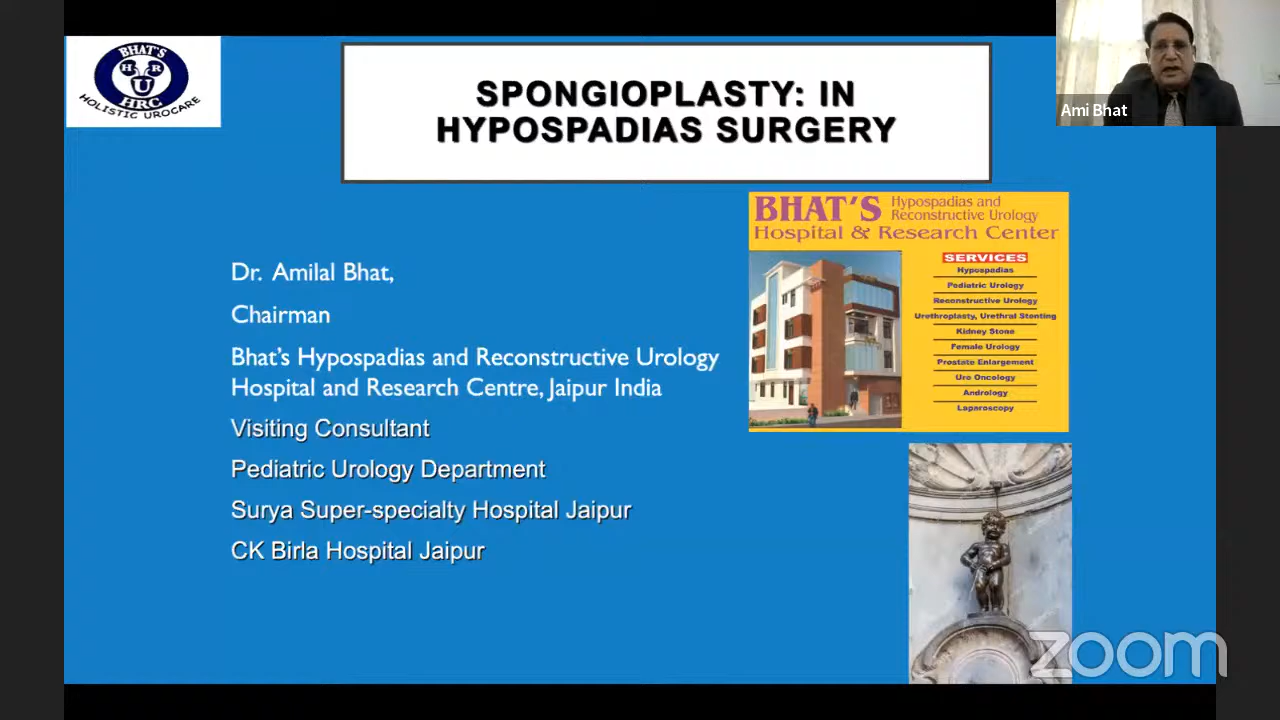 BHAT'S
H R
U
HRC
HOLISTIC UROCARE
SPONGIOPLASTY: IN
HYPOSPADIAS SURGERY
Ami Bhat
BHAT'S Hypospadias and
Reconstructive Urology
Hospital & Research Center
SERVICES
Hypospadias
Pediatric Urology
Reconstructive Urology
Urethroplasty, Urethral Stenting
Kidney Stone
Female Urology
Prostate Enlargement
Uro Oncology
Andrology
Laparoscopy
Dr. Amilal Bhat,
Chairman
Bhat's Hypospadias and Reconstructive Urology
Hospital and Research Centre, Jaipur India
Visiting Consultant
Pediatric Urology Department
Surya Super-specialty Hospital Jaipur
CK Birla Hospital Jaipur
zoom